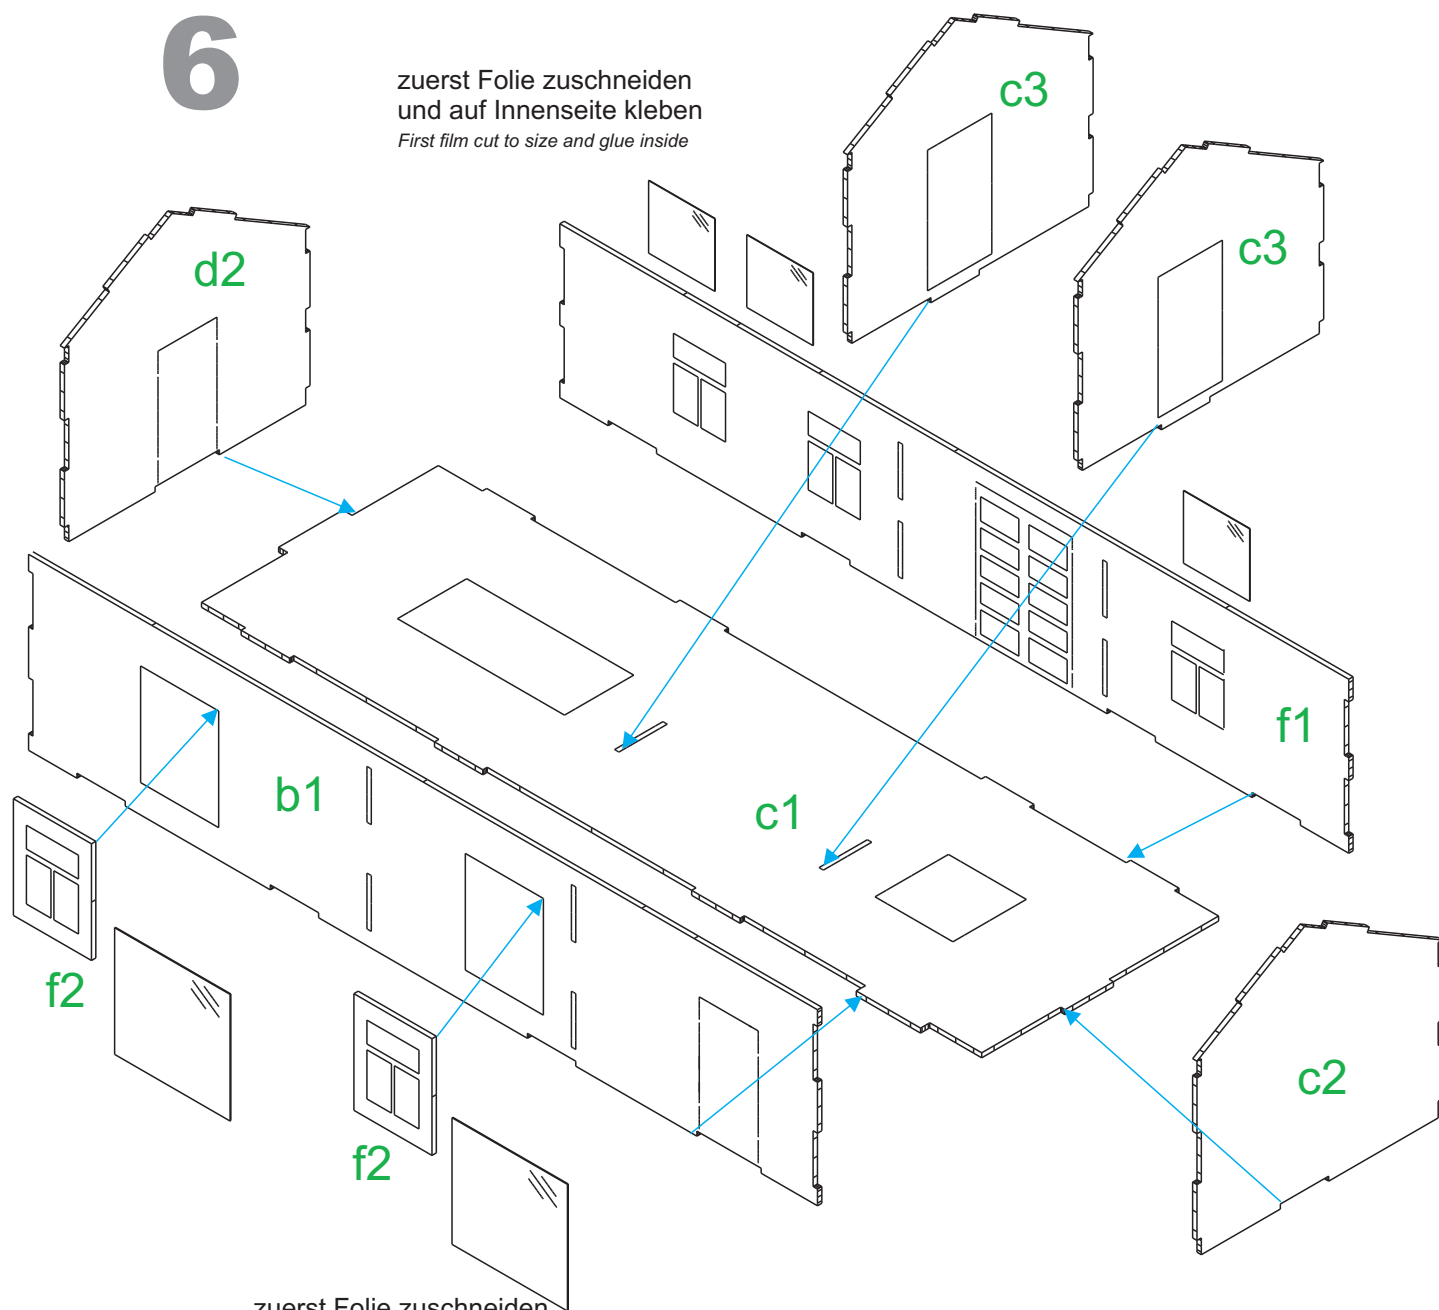 6
zuerst Folie zuschneiden
und auf Innenseite kleben
First film cut to size and glue inside
c3
c3
d2
f1
b1
c1
f2
c2
f2
zuerst Folie zuschneiden